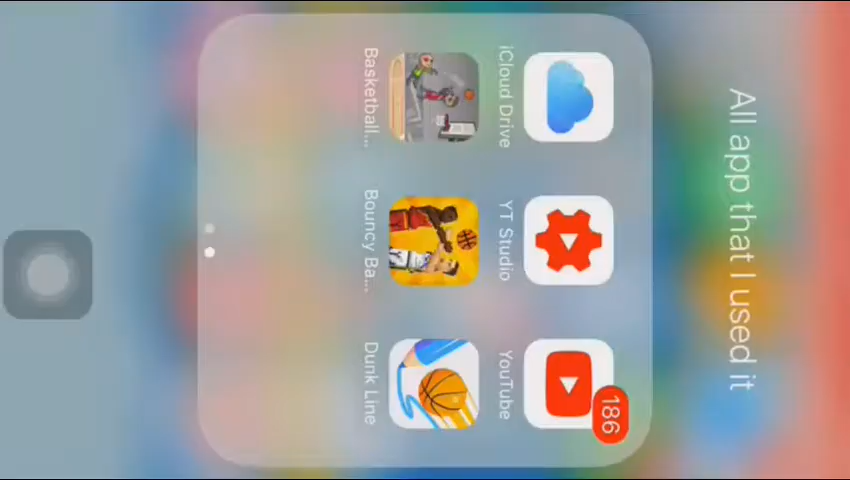 All app that I used it
iCloud Drive
YT Studio
YouTube
186
Basketball...
Bouncy Ba...
Dunk Line